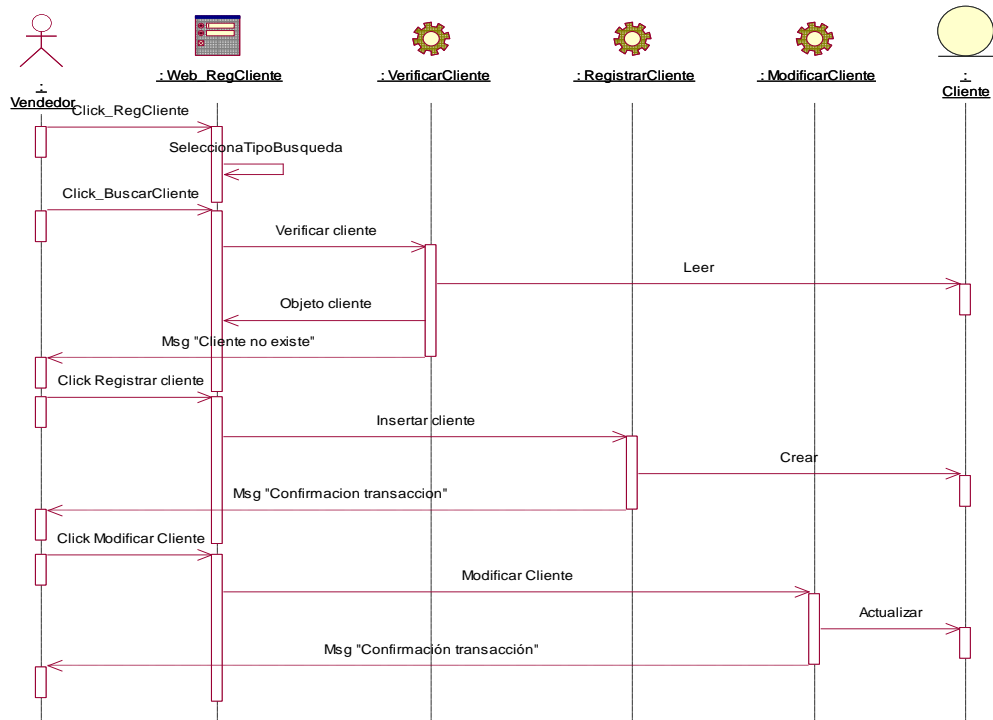 : Web_RegCliente
: VerificarCliente
: RegistrarCliente
: ModificarCliente
:
Vendedor
:
Cliente
Click_RegCliente
SeleccionaTipoBusqueda
Click_BuscarCliente
Verificar cliente
Leer
Objeto cliente
Msg "Cliente no existe"
Click Registrar cliente
Insertar cliente
Crear
Msg "Confirmacion transaccion"
Click Modificar Cliente
Modificar Cliente
Actualizar
Msg "Confirmación transacción"